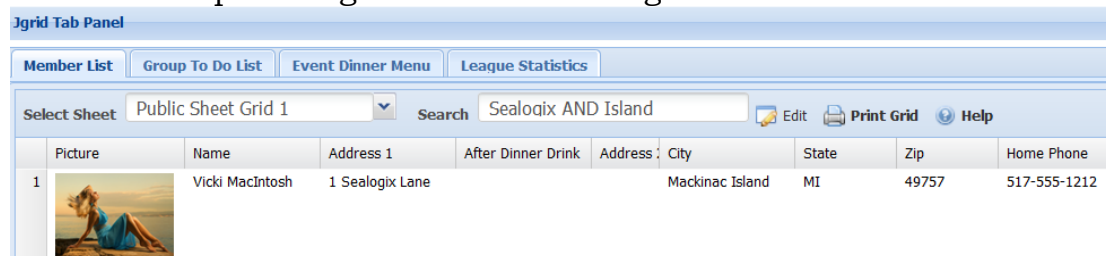 Jgrid Tab Panel
Member List Group To Do List Event Dinner Menu League Statistics
Select Sheet Public Sheet Grid 1 Search Sealogix AND Island Edit Print Grid Help
Picture Name Address 1 After Dinner Drink Address City State Zip Home Phone
1 Vicki MacIntosh 1 Sealogix Lane Mackinac Island MI 49757 517-555-1212